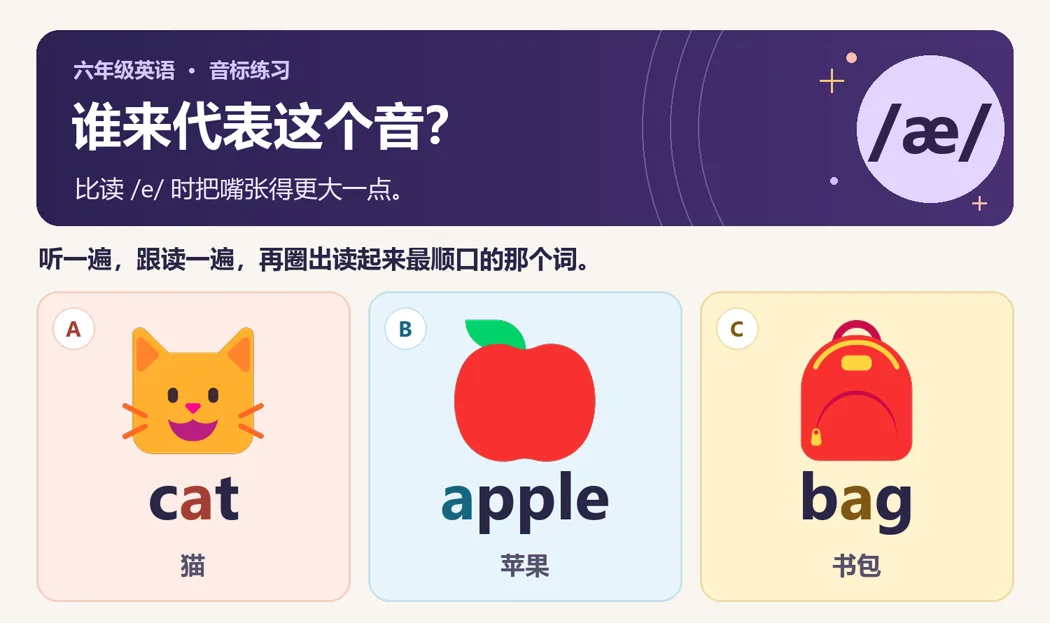 六年级英语 · 音标练习
谁来代表这个音？
比读 /e/ 时把嘴张得更大一点。
/æ/
听一遍，跟读一遍，再圈出读起来最顺口的那个词。
A
cat
猫
B
apple
苹果
C
bag
书包